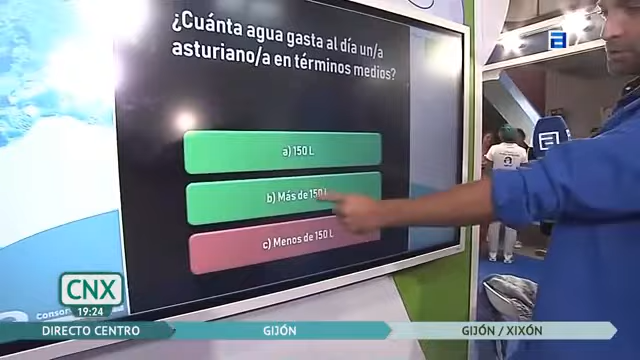 ¿Cuánta agua gasta al día un/a
asturiano/a en términos medios?
a) 150 L
b) Más de 150 L
c) Menos de 150 L
CNX
19:24
DIRECTO CENTRO
GIJÓN
GIJÓN / XIXÓN